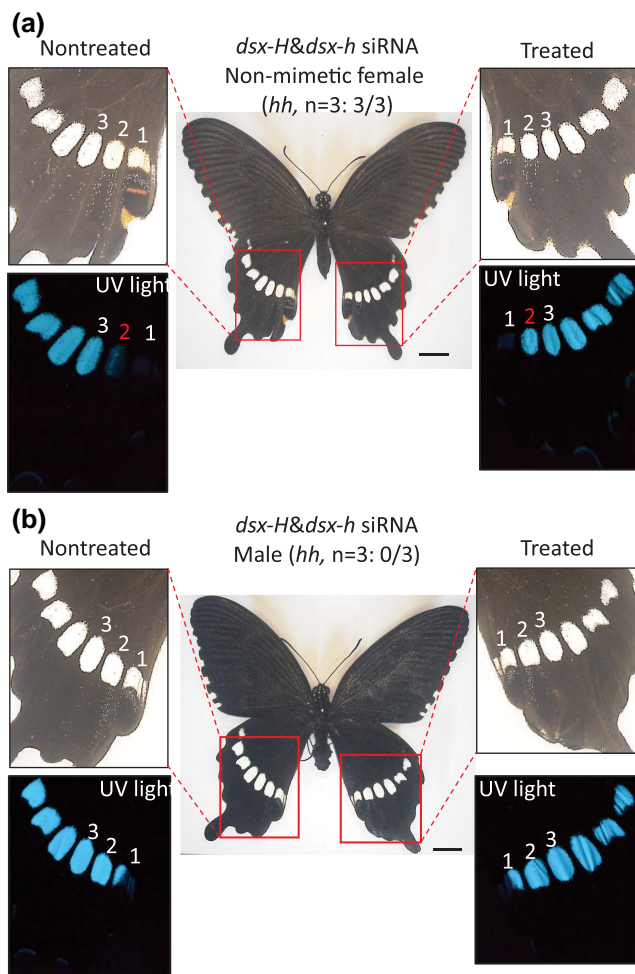 (a)
Nontreated
dsx-H&dsx-h siRNA
Non-mimetic female
(hh, n=3: 3/3)
Treated
3 2 1
1 2 3
UV light
3 2 1
UV light
1 2 3
(b)
Nontreated
dsx-H&dsx-h siRNA
Male (hh, n=3: 0/3)
Treated
3 2 1
1 2 3
UV light
3 2 1
UV light
1 2 3